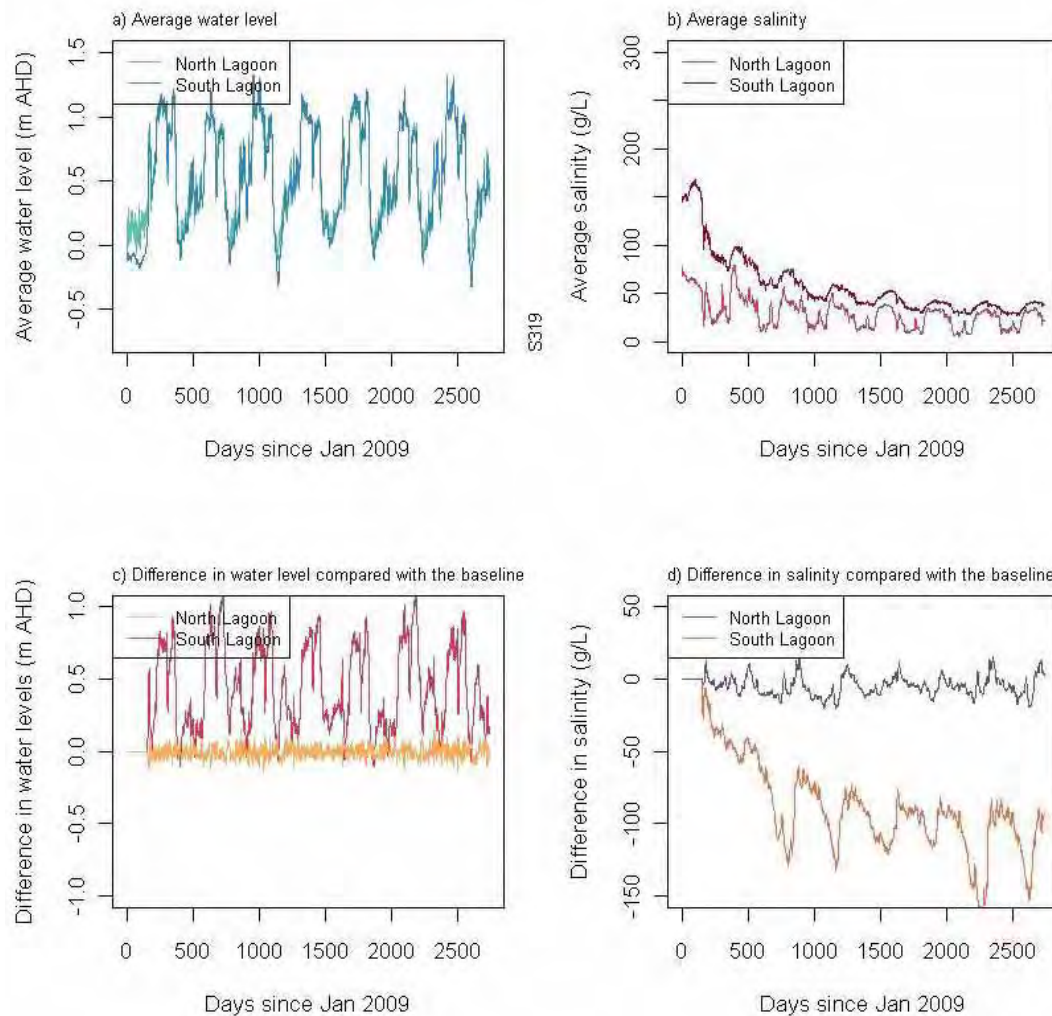 a) Average water level
North Lagoon
South Lagoon
Average water level (m AHD)
1.5
1.0
0.5
0.0
-0.5
0 500 1000 1500 2000 2500
Days since Jan 2009
S319
b) Average salinity
North Lagoon
South Lagoon
Average salinity (g/L)
300
200
100
50
0
0 500 1000 1500 2000 2500
Days since Jan 2009
c) Difference in water level compared with the baseline
North Lagoon
South Lagoon
Difference in water levels (m AHD)
1.0
0.5
0.0
-0.5
-1.0
0 500 1000 1500 2000 2500
Days since Jan 2009
d) Difference in salinity compared with the baseline
North Lagoon
South Lagoon
Difference in salinity (g/L)
50
0
-50
-100
-150
0 500 1000 1500 2000 2500
Days since Jan 2009